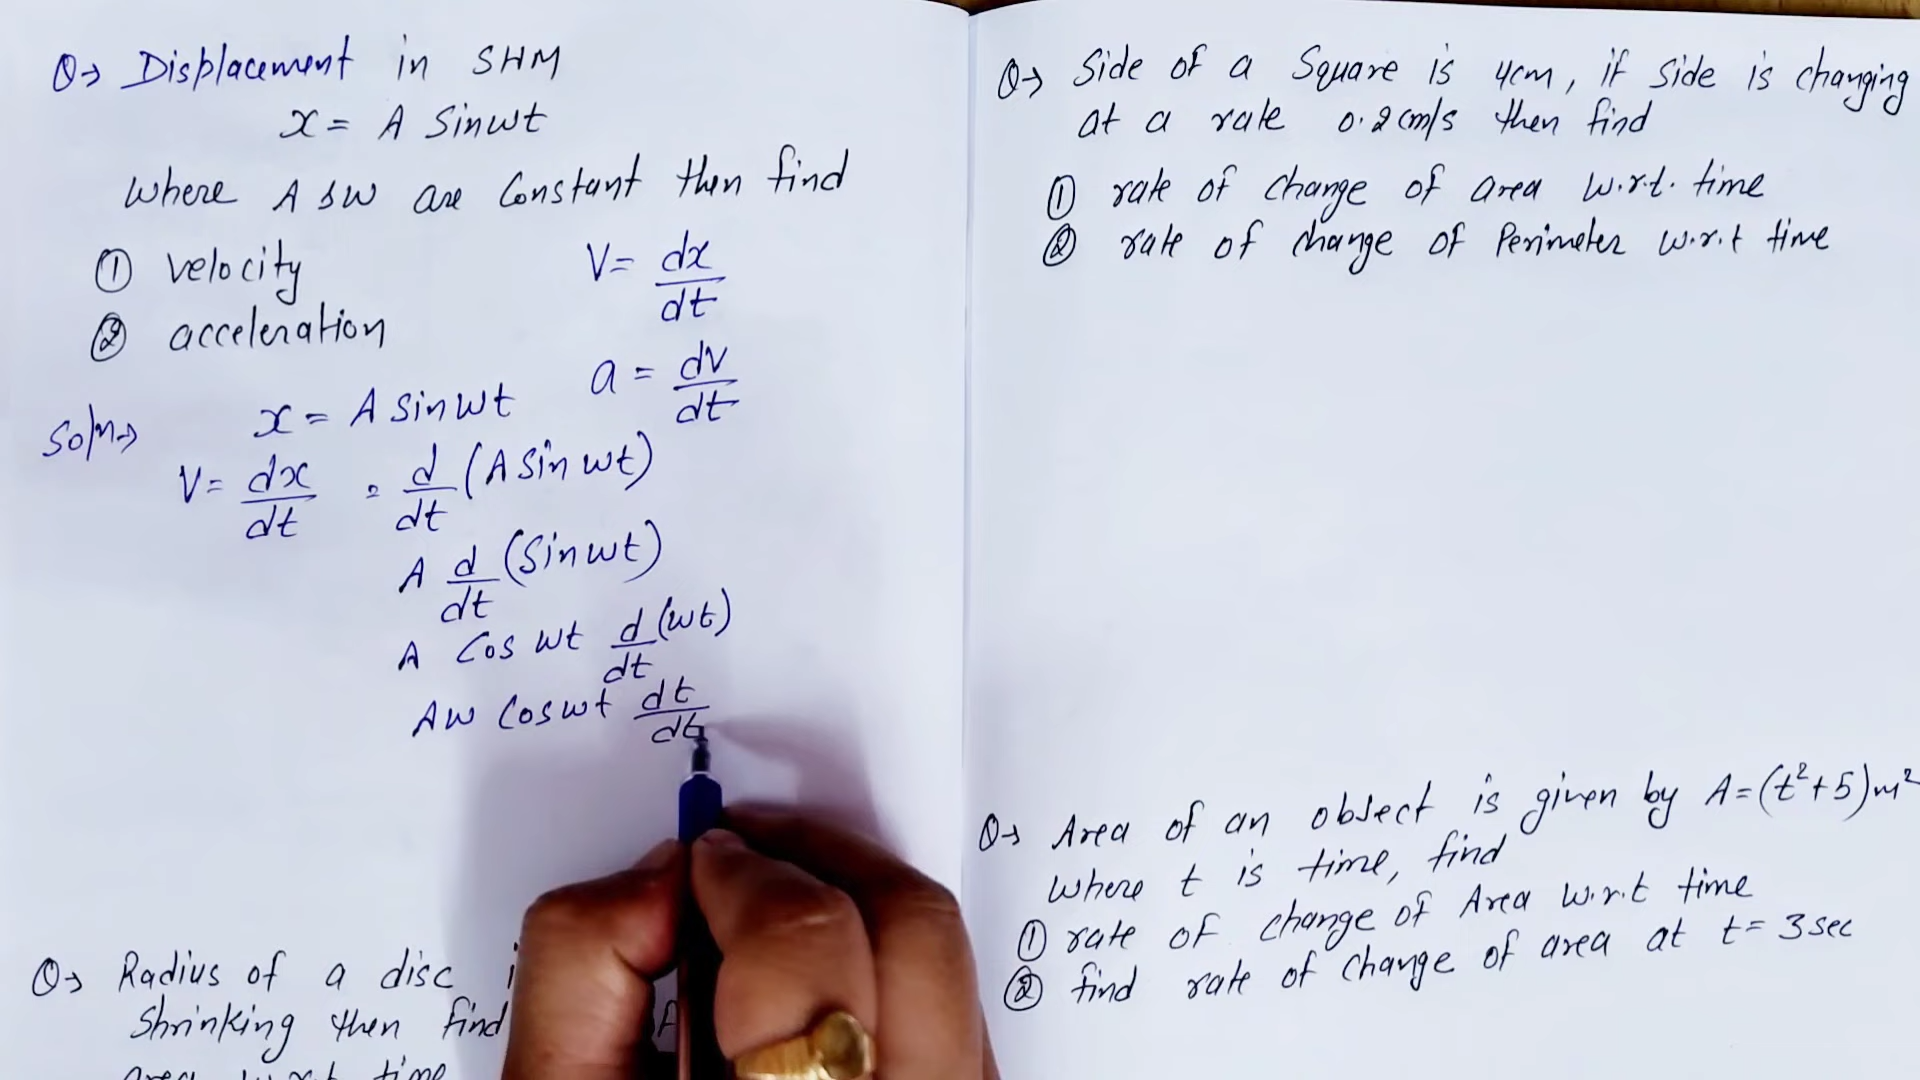 Q→ Displacement in SHM
x = A Sinωt
Where A & ω are Constant then find
① velocity
② acceleration
V = dx/dt
a = dv/dt
Soln→ x = A sinωt
V = dx/dt = d/dt (A sin ωt)
A d/dt (Sin ωt)
A Cos ωt d/dt (ωt)
Aω Cosωt dt/dt
Q→ Radius of a disc
Shrinking then find
area w.r.t time
Q→ Side of a Square is 4cm, if side is changing
at a rate 0.2cm/s then find
① rate of change of area w.r.t. time
② rate of change of Perimeter w.r.t time
Q→ Area of an object is given by A=(t²+5)m²
where t is time, find
① rate of change of Area w.r.t time
② find rate of change of area at t= 3sec